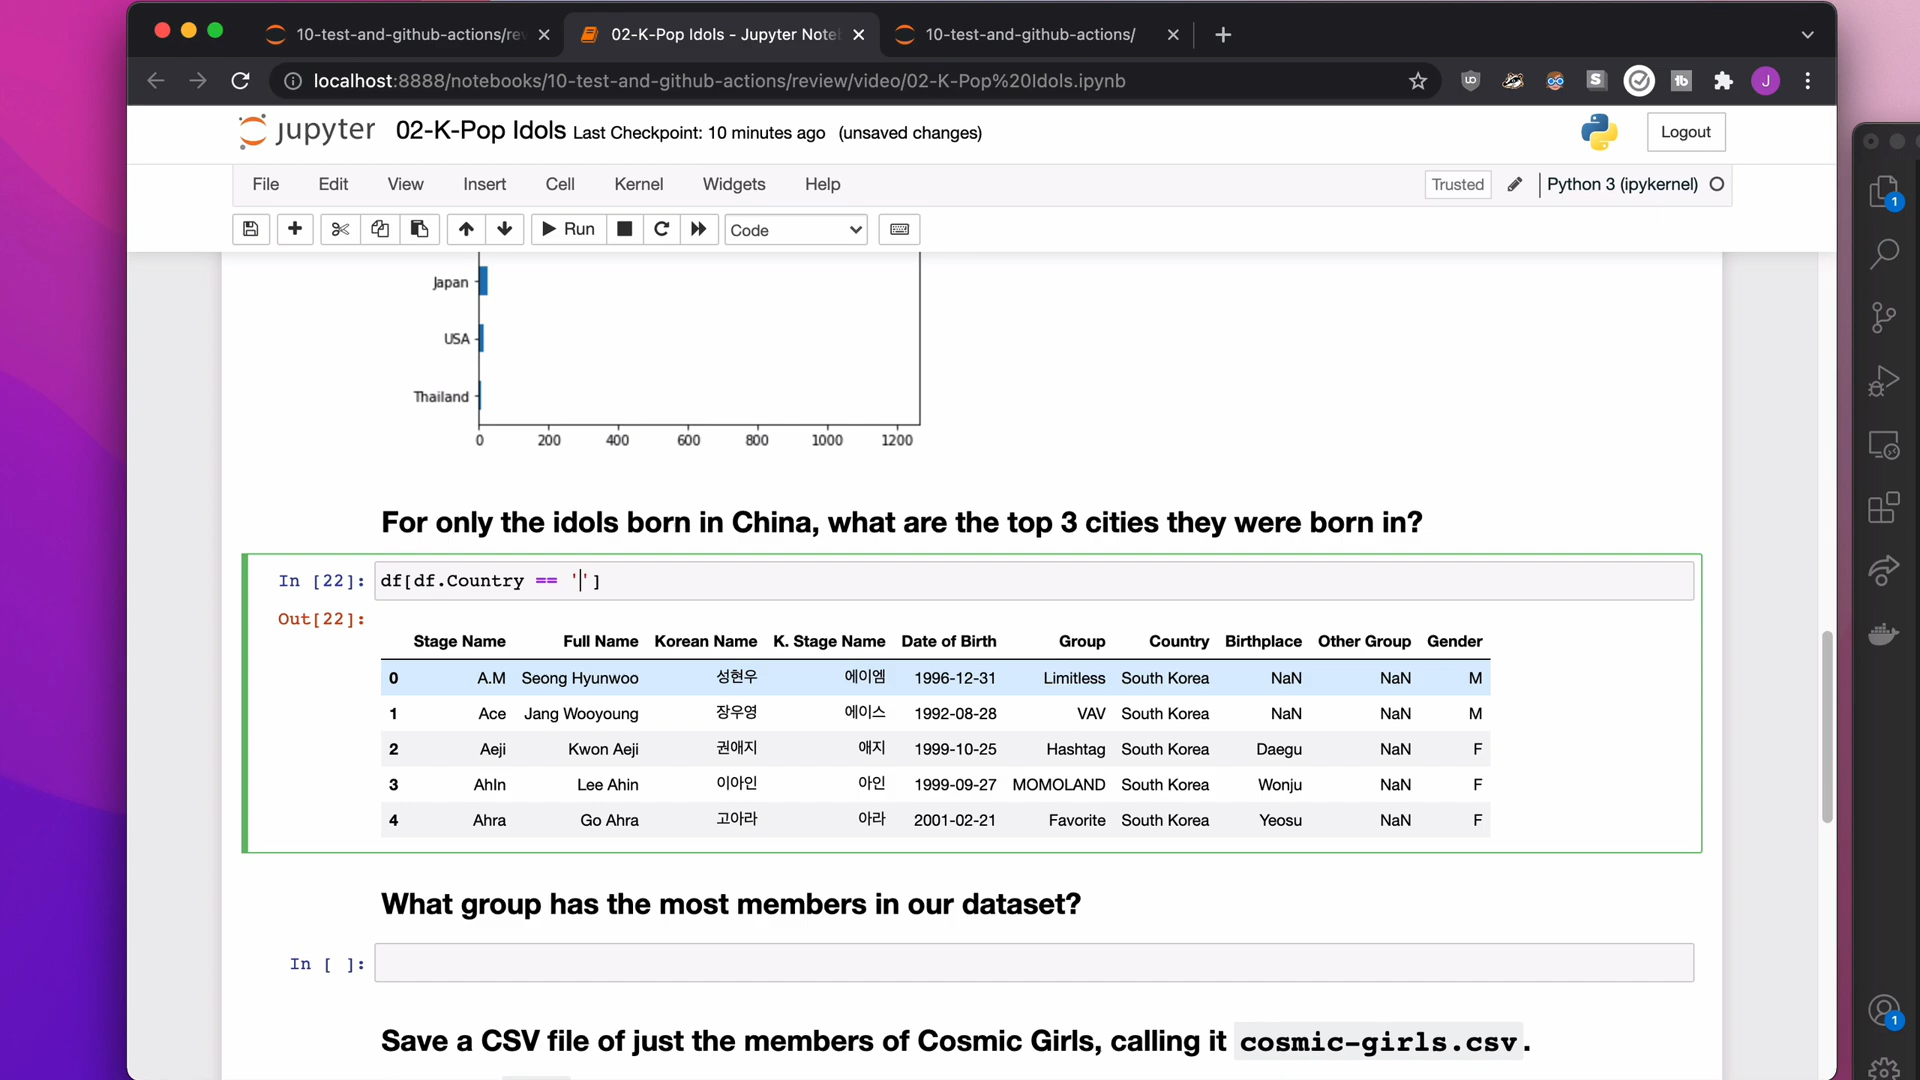 10-test-and-github-actions/rev
02-K-Pop Idols - Jupyter Note
10-test-and-github-actions/
localhost:8888/notebooks/10-test-and-github-actions/review/video/02-K-Pop%20Idols.ipynb
S
tb
J
jupyter 02-K-Pop Idols Last Checkpoint: 10 minutes ago (unsaved changes)
Logout
File Edit View Insert Cell Kernel Widgets Help
Trusted Python 3 (ipykernel)
Run Code
1
Japan
USA
Thailand
0 200 400 600 800 1000 1200
For only the idols born in China, what are the top 3 cities they were born in?
In [22]: df[df.Country == '']
Out[22]:
Stage Name Full Name Korean Name K. Stage Name Date of Birth Group Country Birthplace Other Group Gender
0 A.M Seong Hyunwoo 성현우 에이엠 1996-12-31 Limitless South Korea NaN NaN M
1 Ace Jang Wooyoung 장우영 에이스 1992-08-28 VAV South Korea NaN NaN M
2 Aeji Kwon Aeji 권애지 애지 1999-10-25 Hashtag South Korea Daegu NaN F
3 AhIn Lee Ahin 이아인 아인 1999-09-27 MOMOLAND South Korea Wonju NaN F
4 Ahra Go Ahra 고아라 아라 2001-02-21 Favorite South Korea Yeosu NaN F
What group has the most members in our dataset?
In [ ]:
1
Save a CSV file of just the members of Cosmic Girls, calling it cosmic-girls.csv.